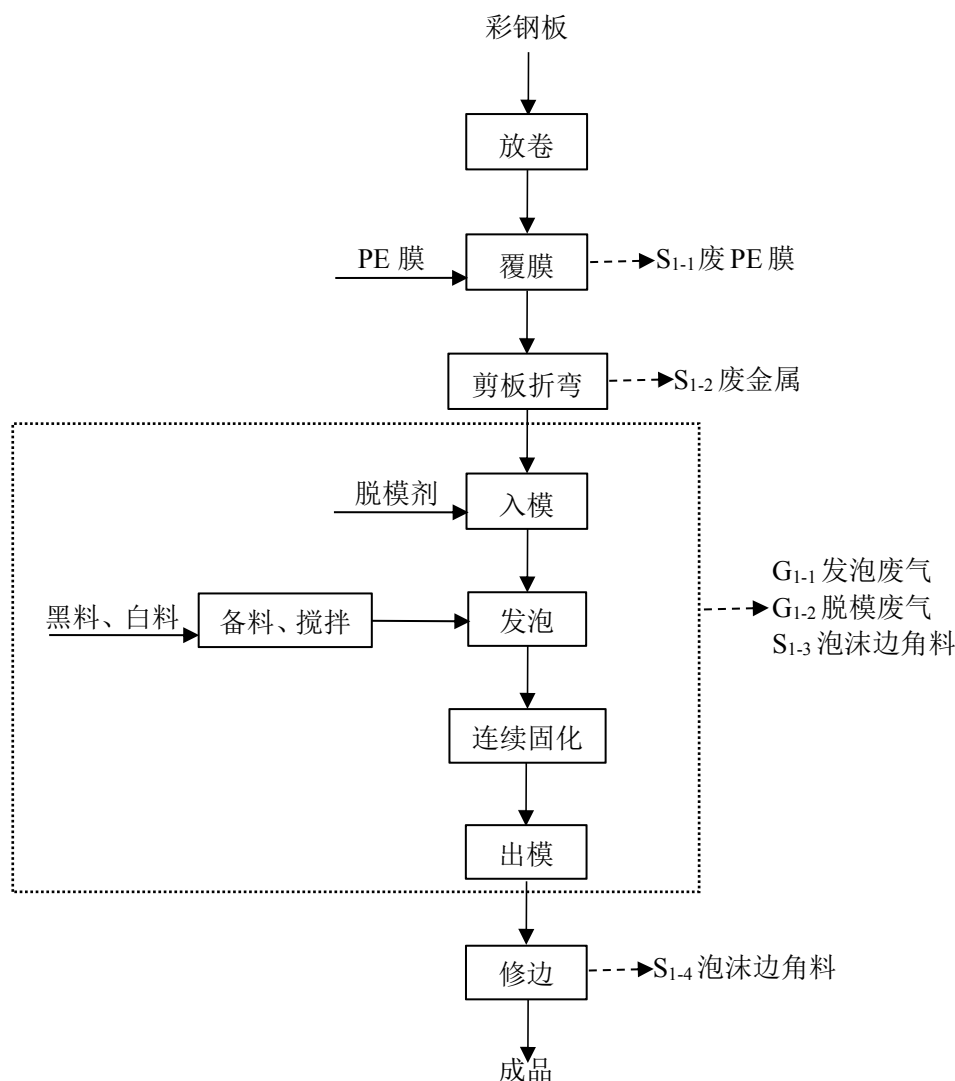 彩钢板
放卷
PE 膜
覆膜
S1-1废 PE 膜
剪板折弯
S1-2废金属
脱模剂
入模
G1-1发泡废气
黑料、白料
备料、搅拌
发泡
G1-2脱模废气
S1-3泡沫边角料
连续固化
出模
修边
S1-4泡沫边角料
成品